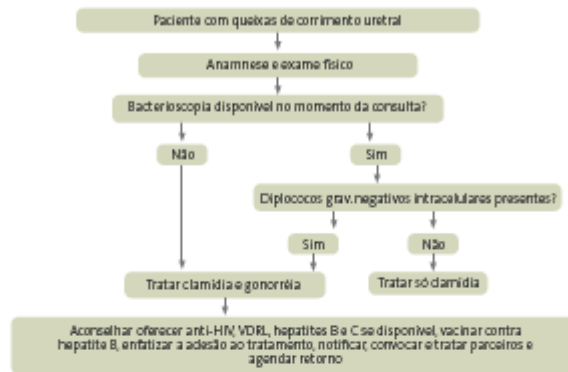 Paciente com queixas de corrimento uretral
Anamnese e exame físico
Bacterioscopia disponível no momento da consulta?
Não
Sim
Diplococos grav.negativos intracelulares presentes?
Sim
Não
Tratar clamídia e gonorréia
Tratar só clamídia
Aconselhar oferecer anti-HIV, VDRL, hepatites B e C se disponível, vacinar contra
hepatite B, enfatizar a adesão ao tratamento, notificar, convocar e tratar parceiros e
agendar retorno